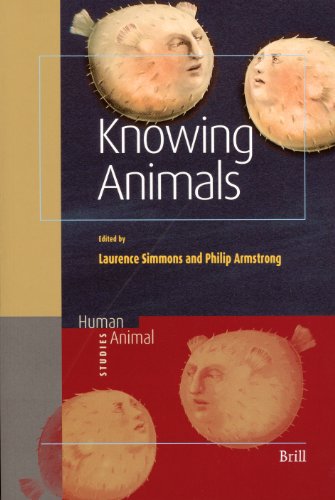 Knowing
Animals
Edited by
Laurence Simmons and Philip Armstrong
Human
Animal
STUDIES
Brill